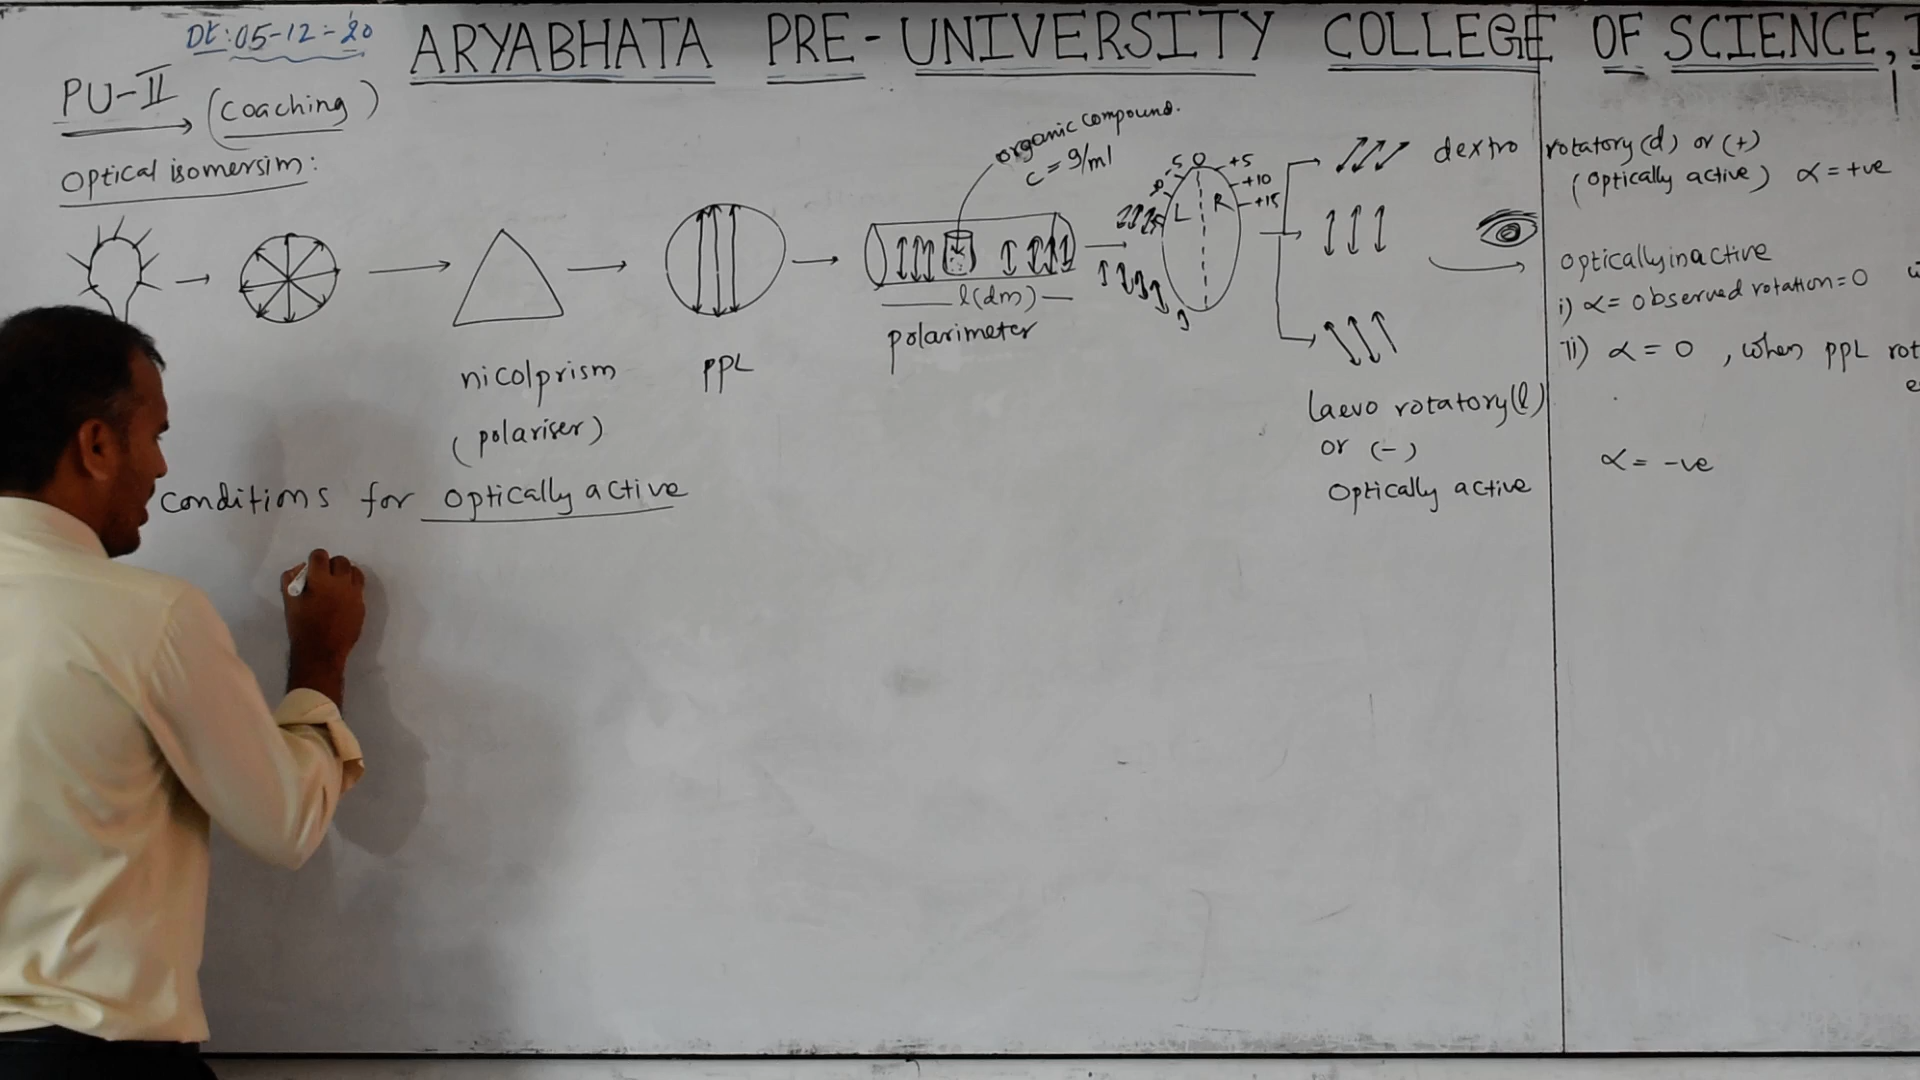 Dt: 05-12-20
ARYABHATA PRE-UNIVERSITY COLLEGE OF SCIENCE,
PU-II (coaching)
Optical isomersim:
organic compound.
c = g/ml
5 0 +5
+10
+15
L R
l(dm)
polarimeter
nicolprism
(polariser)
PPL
dextro rotatory (d) or (+)
(optically active) α = +ve
optically inactive
i) α = observed rotation = 0
ii) α = 0 , when PPL rot
Laevo rotatory (l)
or (-)
optically active
α = -ve
conditions for optically active